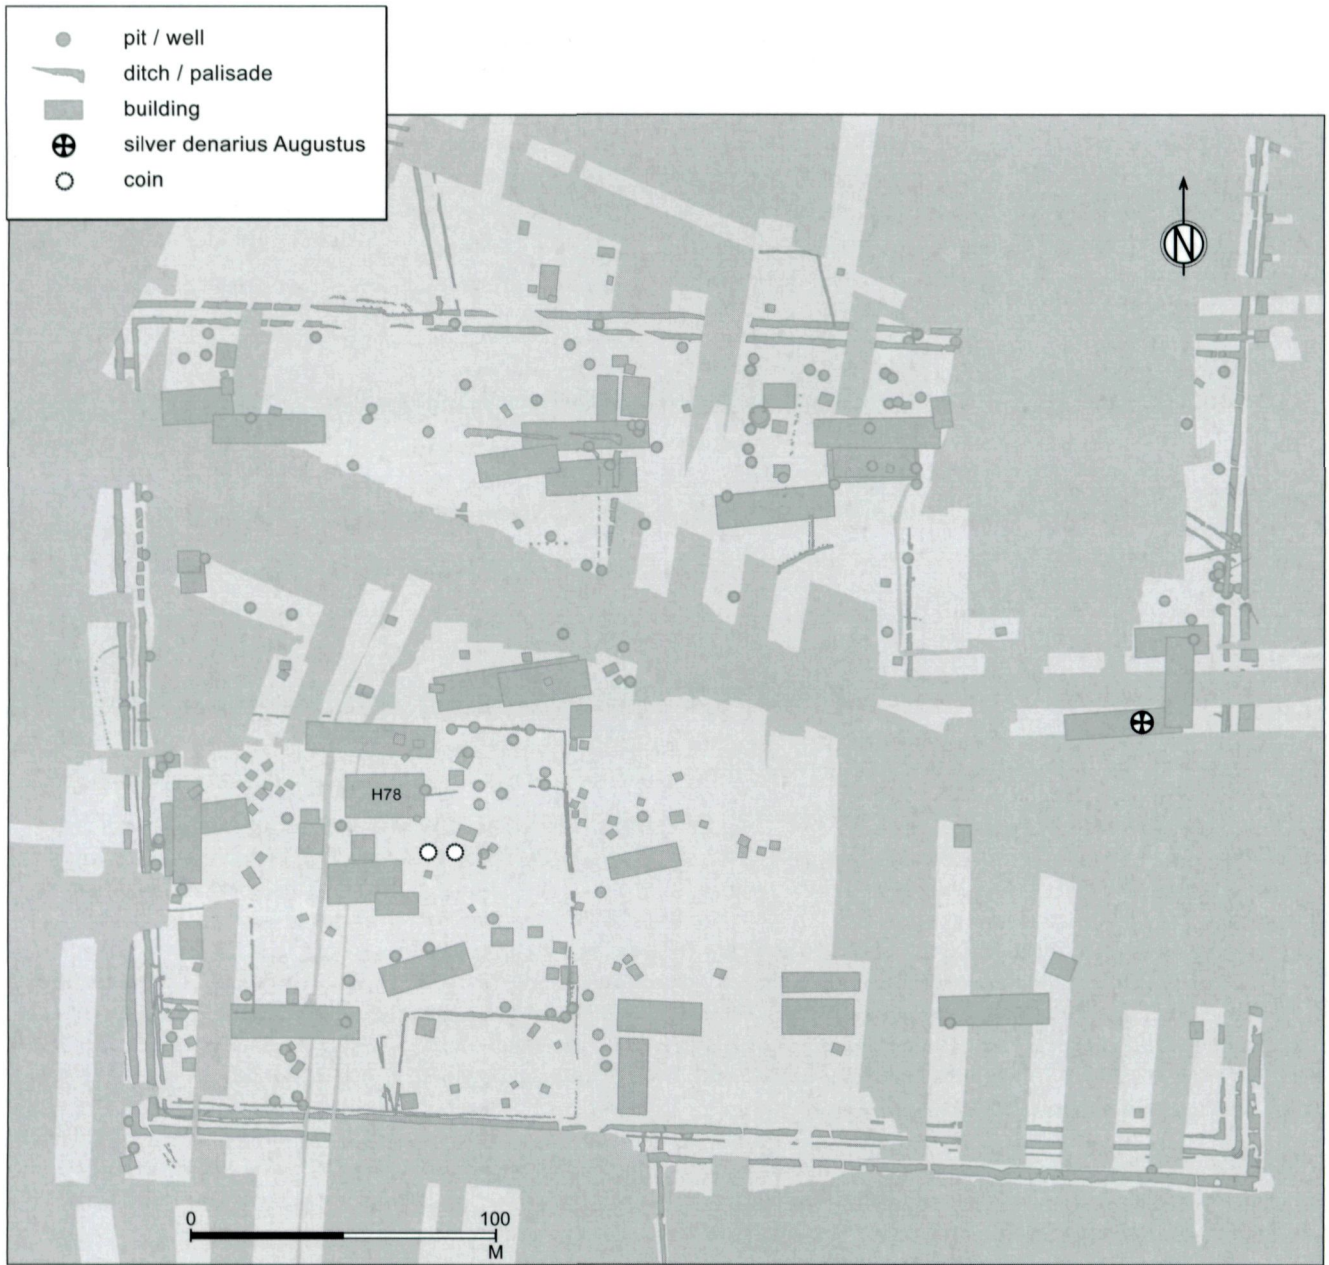 pit / well
ditch / palisade
building
silver denarius Augustus
coin
N
H78
0 100
M